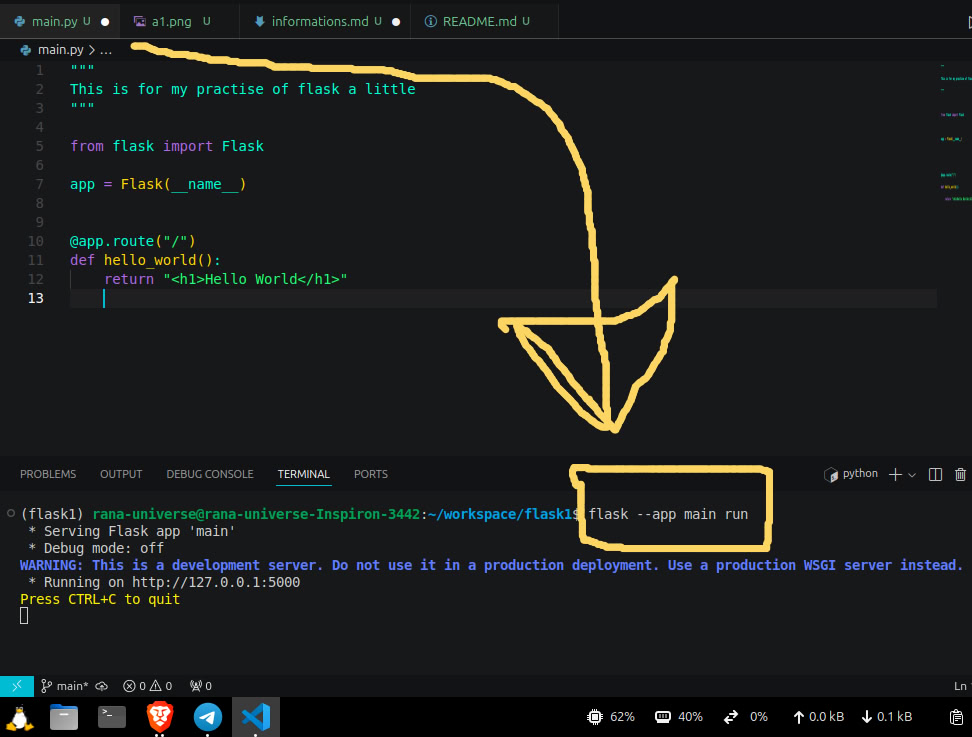 main.py U
a1.png U
informations.md U
README.md U
main.py > ...
1 """
2 This is for my practise of flask a little
3 """
4
5 from flask import Flask
6
7 app = Flask(__name__)
8
9
10 @app.route("/")
11 def hello_world():
12 return "<h1>Hello World</h1>"
13
PROBLEMS OUTPUT DEBUG CONSOLE TERMINAL PORTS python
(flask1) rana-universe@rana-universe-Inspiron-3442:~/workspace/flask1$ flask --app main run
* Serving Flask app 'main'
* Debug mode: off
WARNING: This is a development server. Do not use it in a production deployment. Use a production WSGI server instead.
* Running on http://127.0.0.1:5000
Press CTRL+C to quit
main* 0 0 0 Ln
62% 40% 0% 0.0 kB 0.1 kB